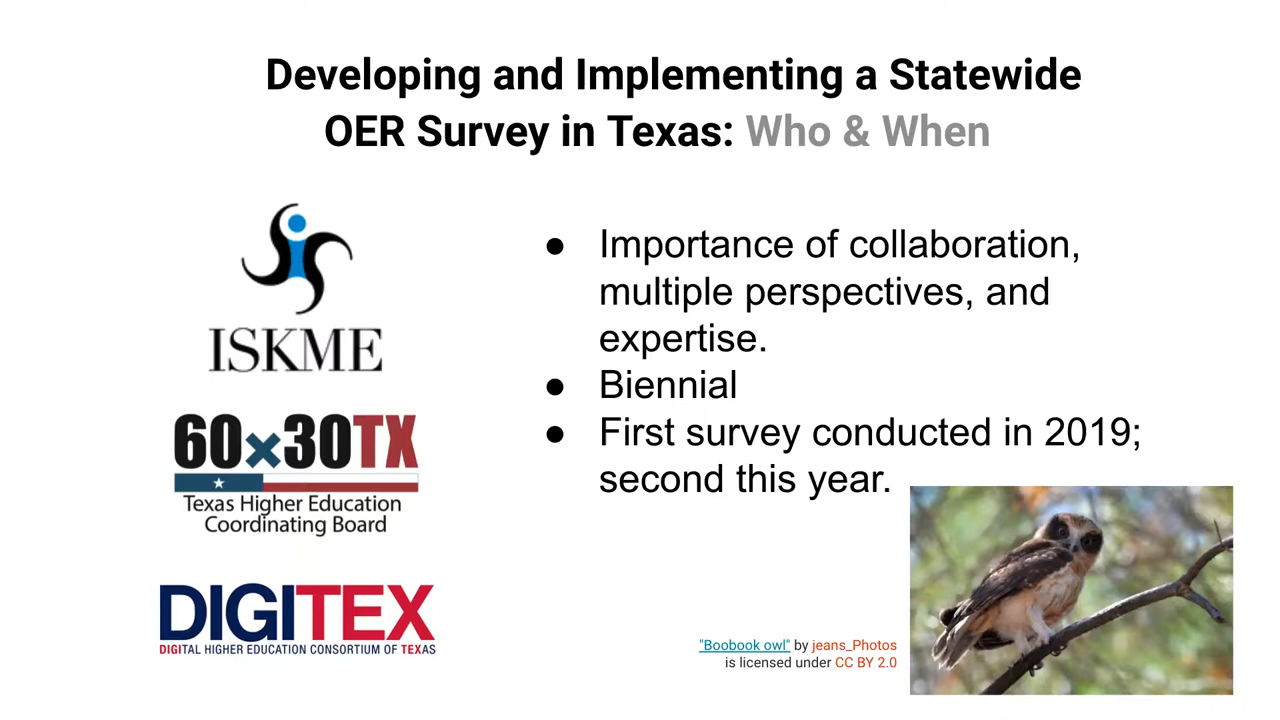 Developing and Implementing a Statewide
OER Survey in Texas: Who & When
ISKME
60x30TX
Texas Higher Education
Coordinating Board
DIGITEX
DIGITAL HIGHER EDUCATION CONSORTIUM OF TEXAS
● Importance of collaboration,
multiple perspectives, and
expertise.
● Biennial
● First survey conducted in 2019;
second this year.
"Boobook owl" by jeans_Photos
is licensed under CC BY 2.0